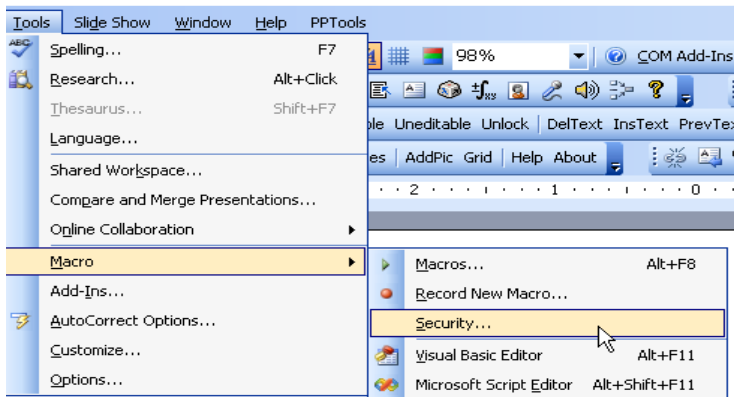 Tools Slide Show Window Help PPTools
ABC Spelling... F7
98% COM Add-Ins
Research... Alt+Click
Thesaurus... Shift+F7
Uneditable Unlock DelText InsText
Language...
AddPic Grid Help About
Shared Workspace...
Compare and Merge Presentations...
2 1 0
Online Collaboration
Macro
Macros... Alt+F8
Add-Ins...
Record New Macro...
AutoCorrect Options...
Security...
Customize...
Visual Basic Editor Alt+F11
Options...
Microsoft Script Editor Alt+Shift+F11